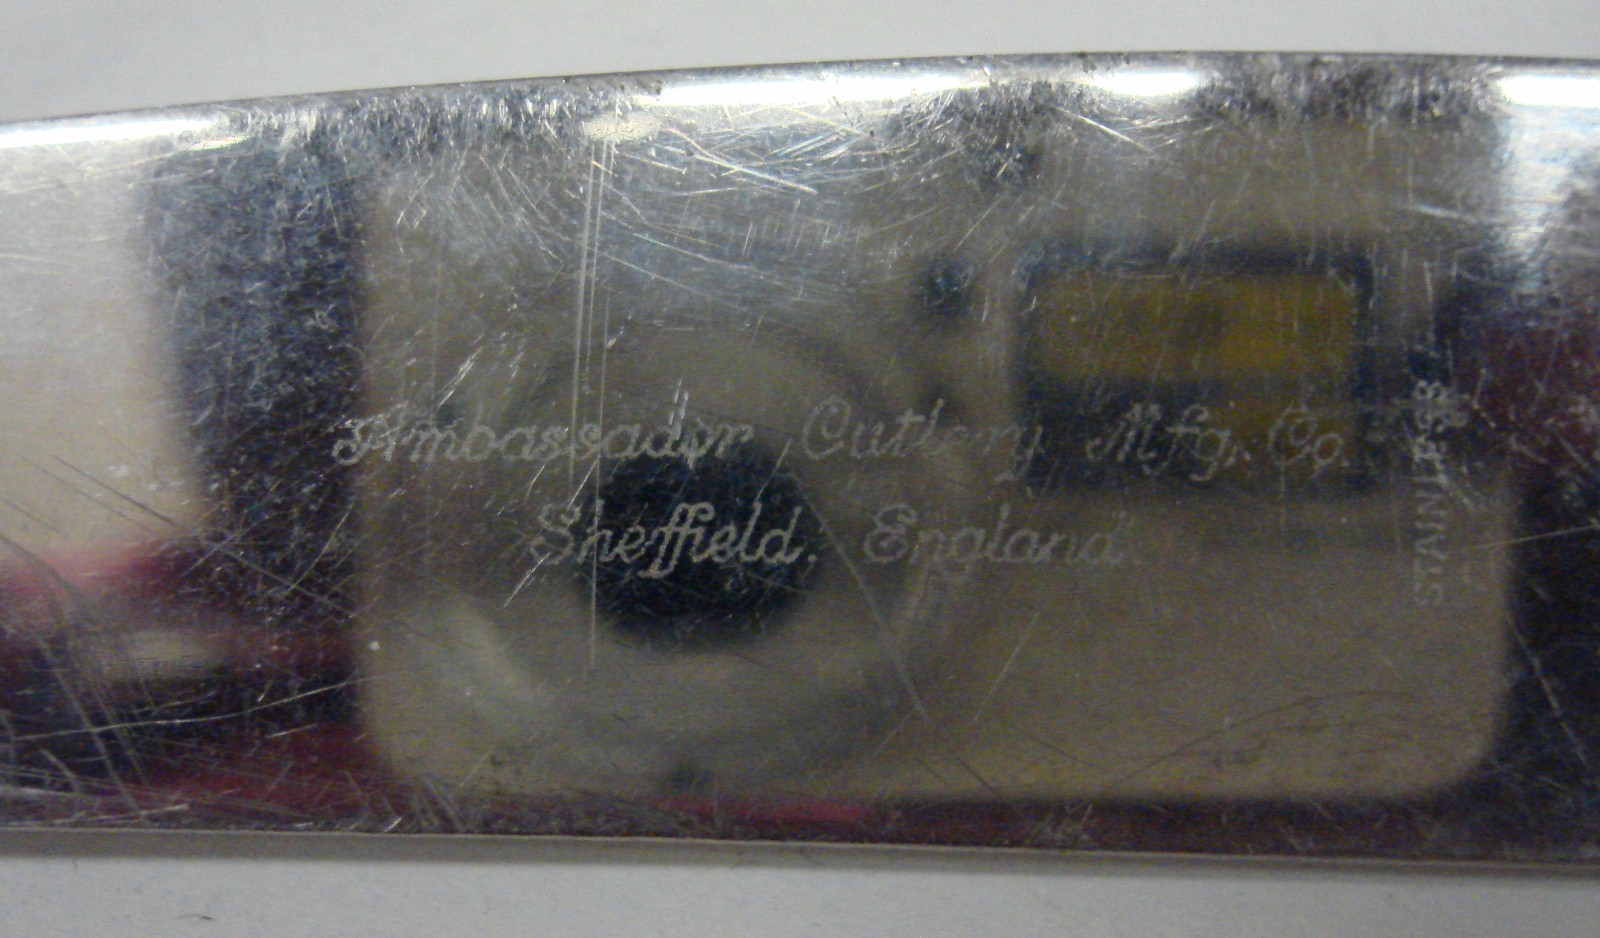 Ambassador Cutlery Mfg. Co.
Sheffield. England.
STAINLESS